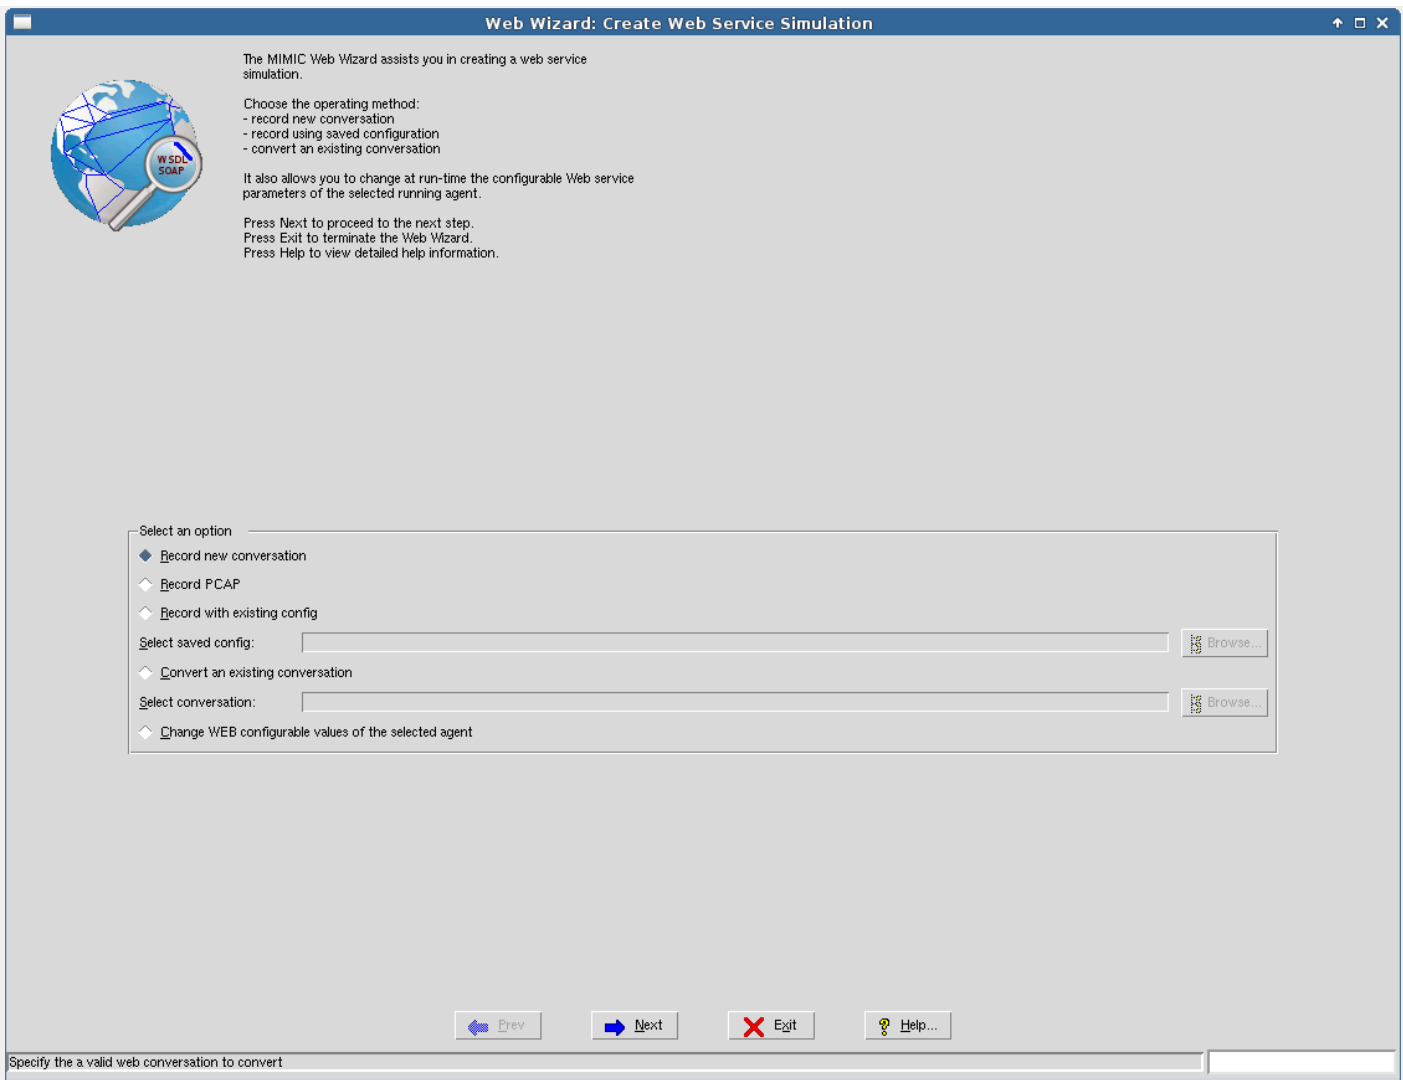 Web Wizard: Create Web Service Simulation
The MIMIC Web Wizard assists you in creating a web service
simulation.
Choose the operating method:
- record new conversation
- record using saved configuration
- convert an existing conversation
WSDL
SOAP
It also allows you to change at run-time the configurable Web service
parameters of the selected running agent.
Press Next to proceed to the next step.
Press Exit to terminate the Web Wizard.
Press Help to view detailed help information.
Select an option
Record new conversation
Record PCAP
Record with existing config
Select saved config:
Browse...
Convert an existing conversation
Select conversation:
Browse...
Change WEB configurable values of the selected agent
Prev
Next
Exit
Help...
Specify the a valid web conversation to convert